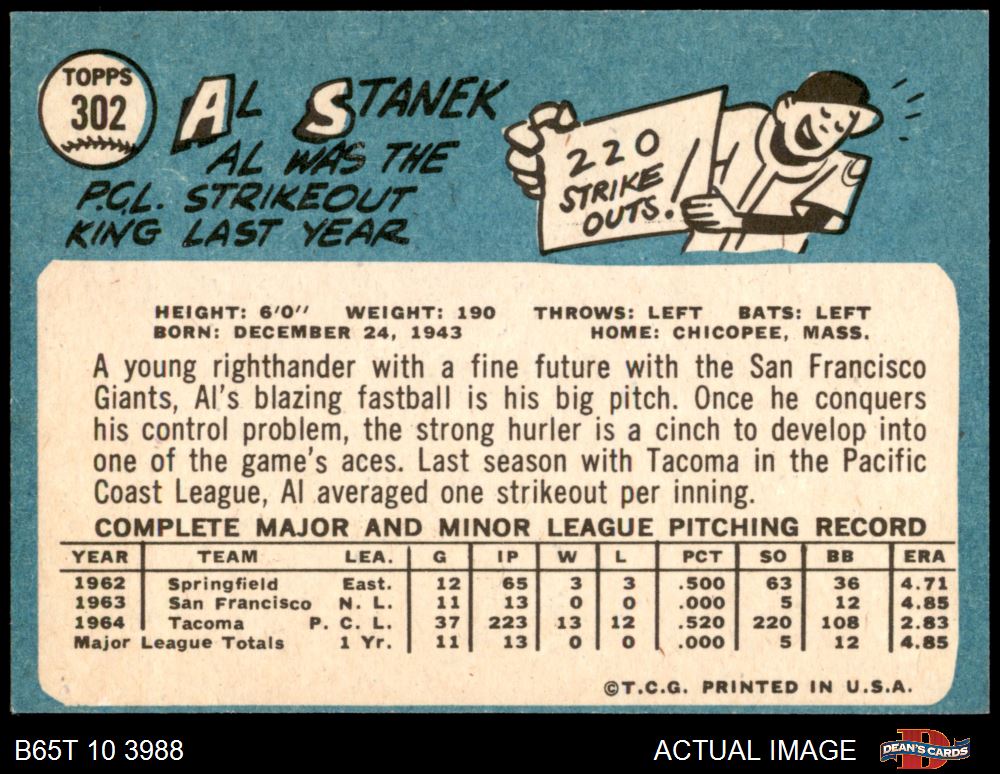 TOPPS
302
AL STANEK
AL WAS THE
P.C.L. STRIKEOUT
KING LAST YEAR
220
STRIKE
OUTS!
HEIGHT: 6'0" WEIGHT: 190 THROWS: LEFT BATS: LEFT
BORN: DECEMBER 24, 1943 HOME: CHICOPEE, MASS.
A young righthander with a fine future with the San Francisco
Giants, Al's blazing fastball is his big pitch. Once he conquers
his control problem, the strong hurler is a cinch to develop into
one of the game's aces. Last season with Tacoma in the Pacific
Coast League, Al averaged one strikeout per inning.
COMPLETE MAJOR AND MINOR LEAGUE PITCHING RECORD
YEAR TEAM LEA. G IP W L PCT SO BB ERA
1962 Springfield East. 12 65 3 3 .500 63 36 4.71
1963 San Francisco N. L. 11 13 0 0 .000 5 12 4.85
1964 Tacoma P. C. L. 37 223 13 12 .520 220 108 2.83
Major League Totals 1 Yr. 11 13 0 0 .000 5 12 4.85
©T.C.G. PRINTED IN U.S.A.
B65T 10 3988 ACTUAL IMAGE DEAN'S CARDS